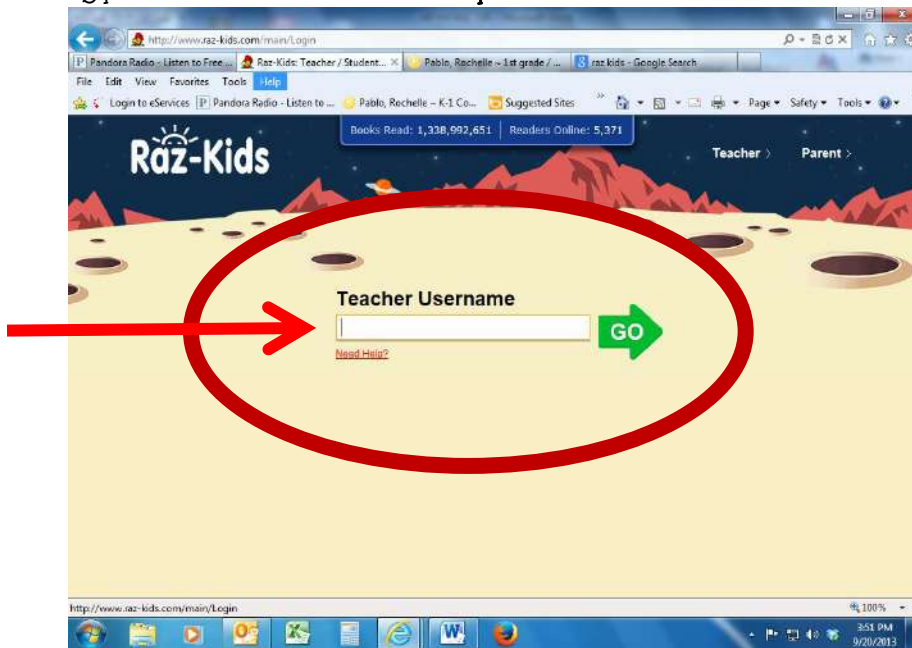 http://www.raz-kids.com/main/Login
Pandora Radio - Listen to Free ... Raz-Kids: Teacher / Student... Pablo, Rochelle ~ 1st grade / ... raz kids - Google Search
File Edit View Favorites Tools Help
Login to eServices Pandora Radio - Listen to ... Pablo, Rochelle ~ K-1 Co... Suggested Sites Page Safety Tools
Books Read: 1,338,992,651 Readers Online: 5,371
Raz-Kids
Teacher > Parent >
Teacher Username
GO
Need Help?
http://www.raz-kids.com/main/Login
100%
3:51 PM
9/20/2013